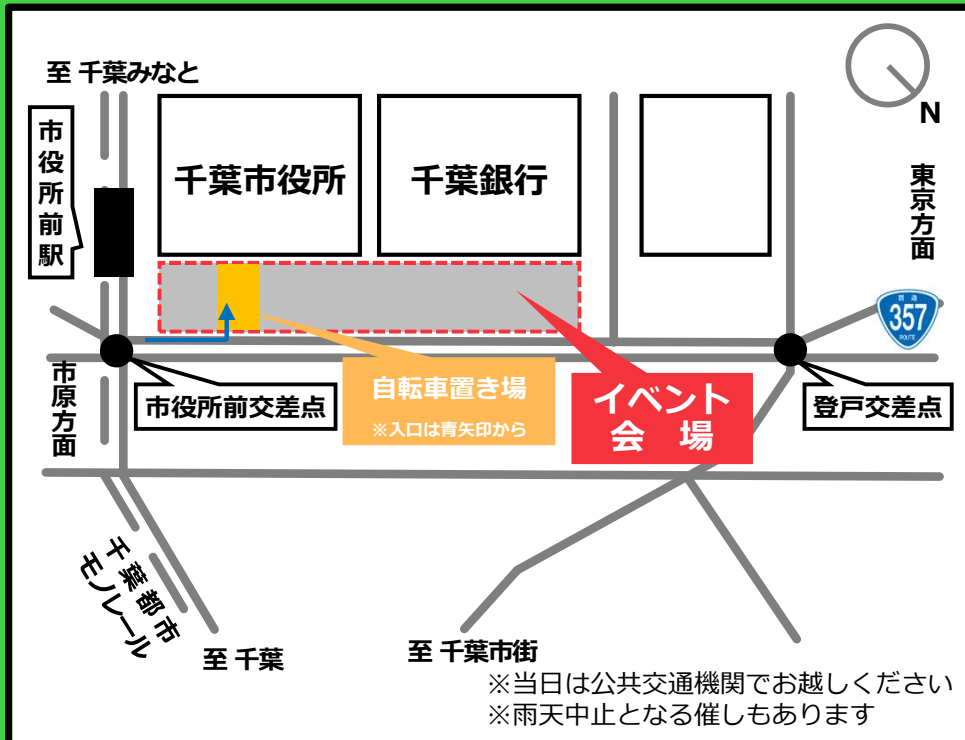 至 千葉みなと
N
市役所前駅
千葉市役所
千葉銀行
東京方面
国道
357
ROUTE
市原方面
市役所前交差点
自転車置き場
※入口は青矢印から
イベント
会 場
登戸交差点
千葉都市
モノレール
至 千葉
至 千葉市街
※当日は公共交通機関でお越しください
※雨天中止となる催しもあります